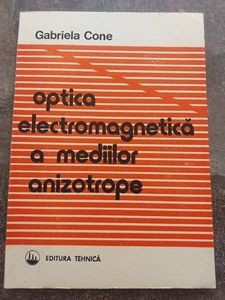 Gabriela Cone
optica
electromagnetică
a mediilor
anizotrope
EDITURA TEHNICĂ